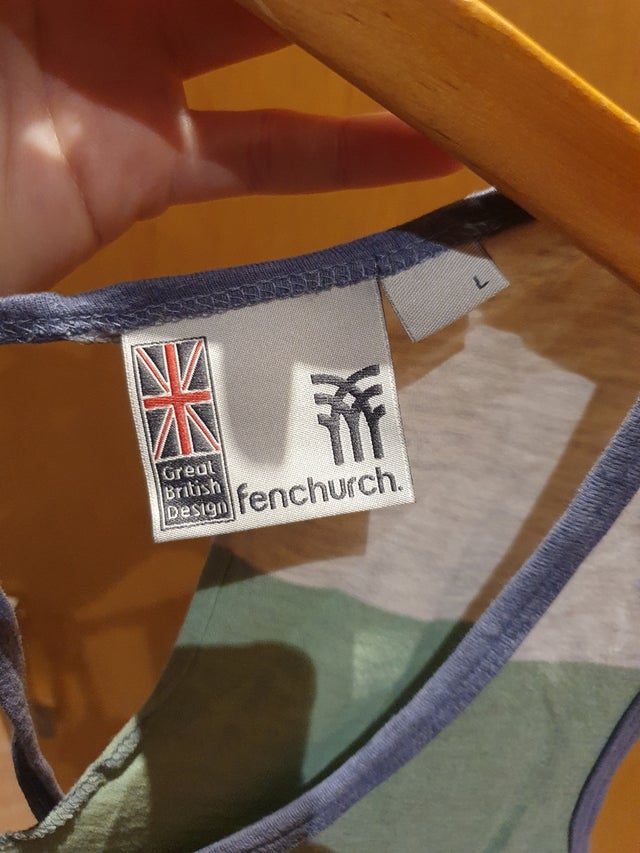 Great
British
Design
fenchurch.
L